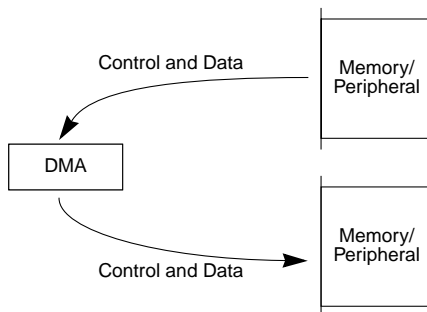 Control and Data
Memory/
Peripheral
DMA
Memory/
Peripheral
Control and Data